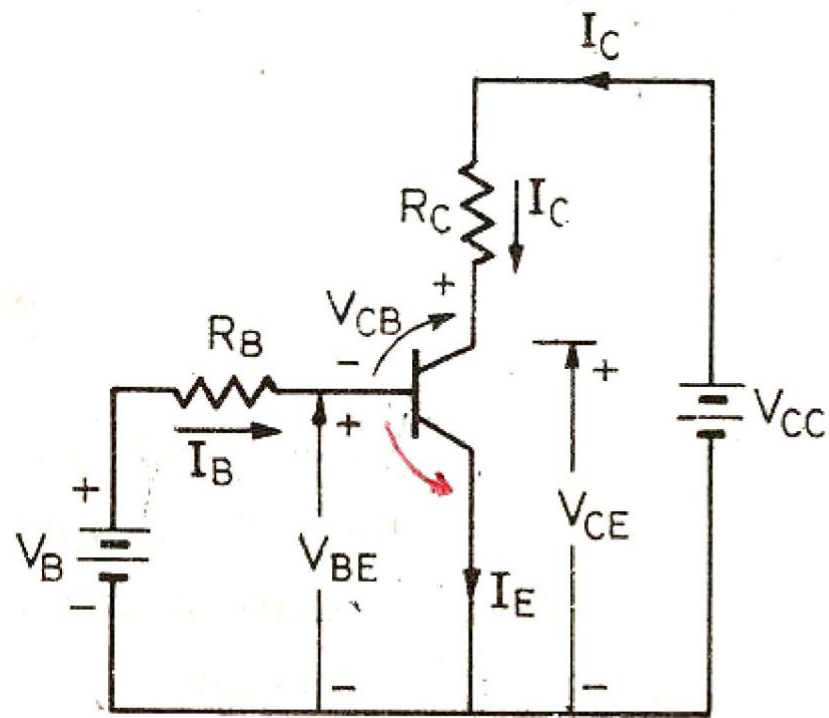 I_C
R_C
I_C
+
V_CB
R_B
-
+
+
I_B
V_CC
+
V_B
V_BE
V_CE
I_E
-
-
-